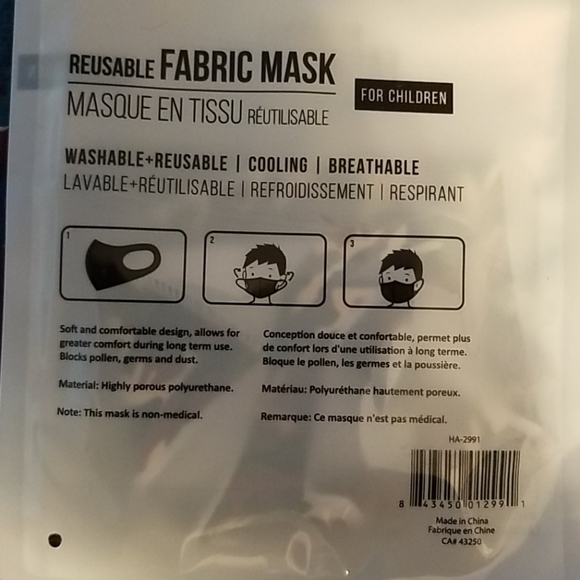 REUSABLE FABRIC MASK
MASQUE EN TISSU RÉUTILISABLE
FOR CHILDREN
WASHABLE+REUSABLE | COOLING | BREATHABLE
LAVABLE+RÉUTILISABLE | REFROIDISSEMENT | RESPIRANT
1
2
3
Soft and comfortable design, allows for
greater comfort during long term use.
Blocks pollen, germs and dust.
Material: Highly porous polyurethane.
Note: This mask is non-medical.
Conception douce et confortable, permet plus
de confort lors d'une utilisation à long terme.
Bloque le pollen, les germes et la poussière.
Matériau: Polyuréthane hautement poreux.
Remarque: Ce masque n'est pas médical.
HA-2991
8 43450 01299 1
Made in China
Fabrique en Chine
CA# 43250